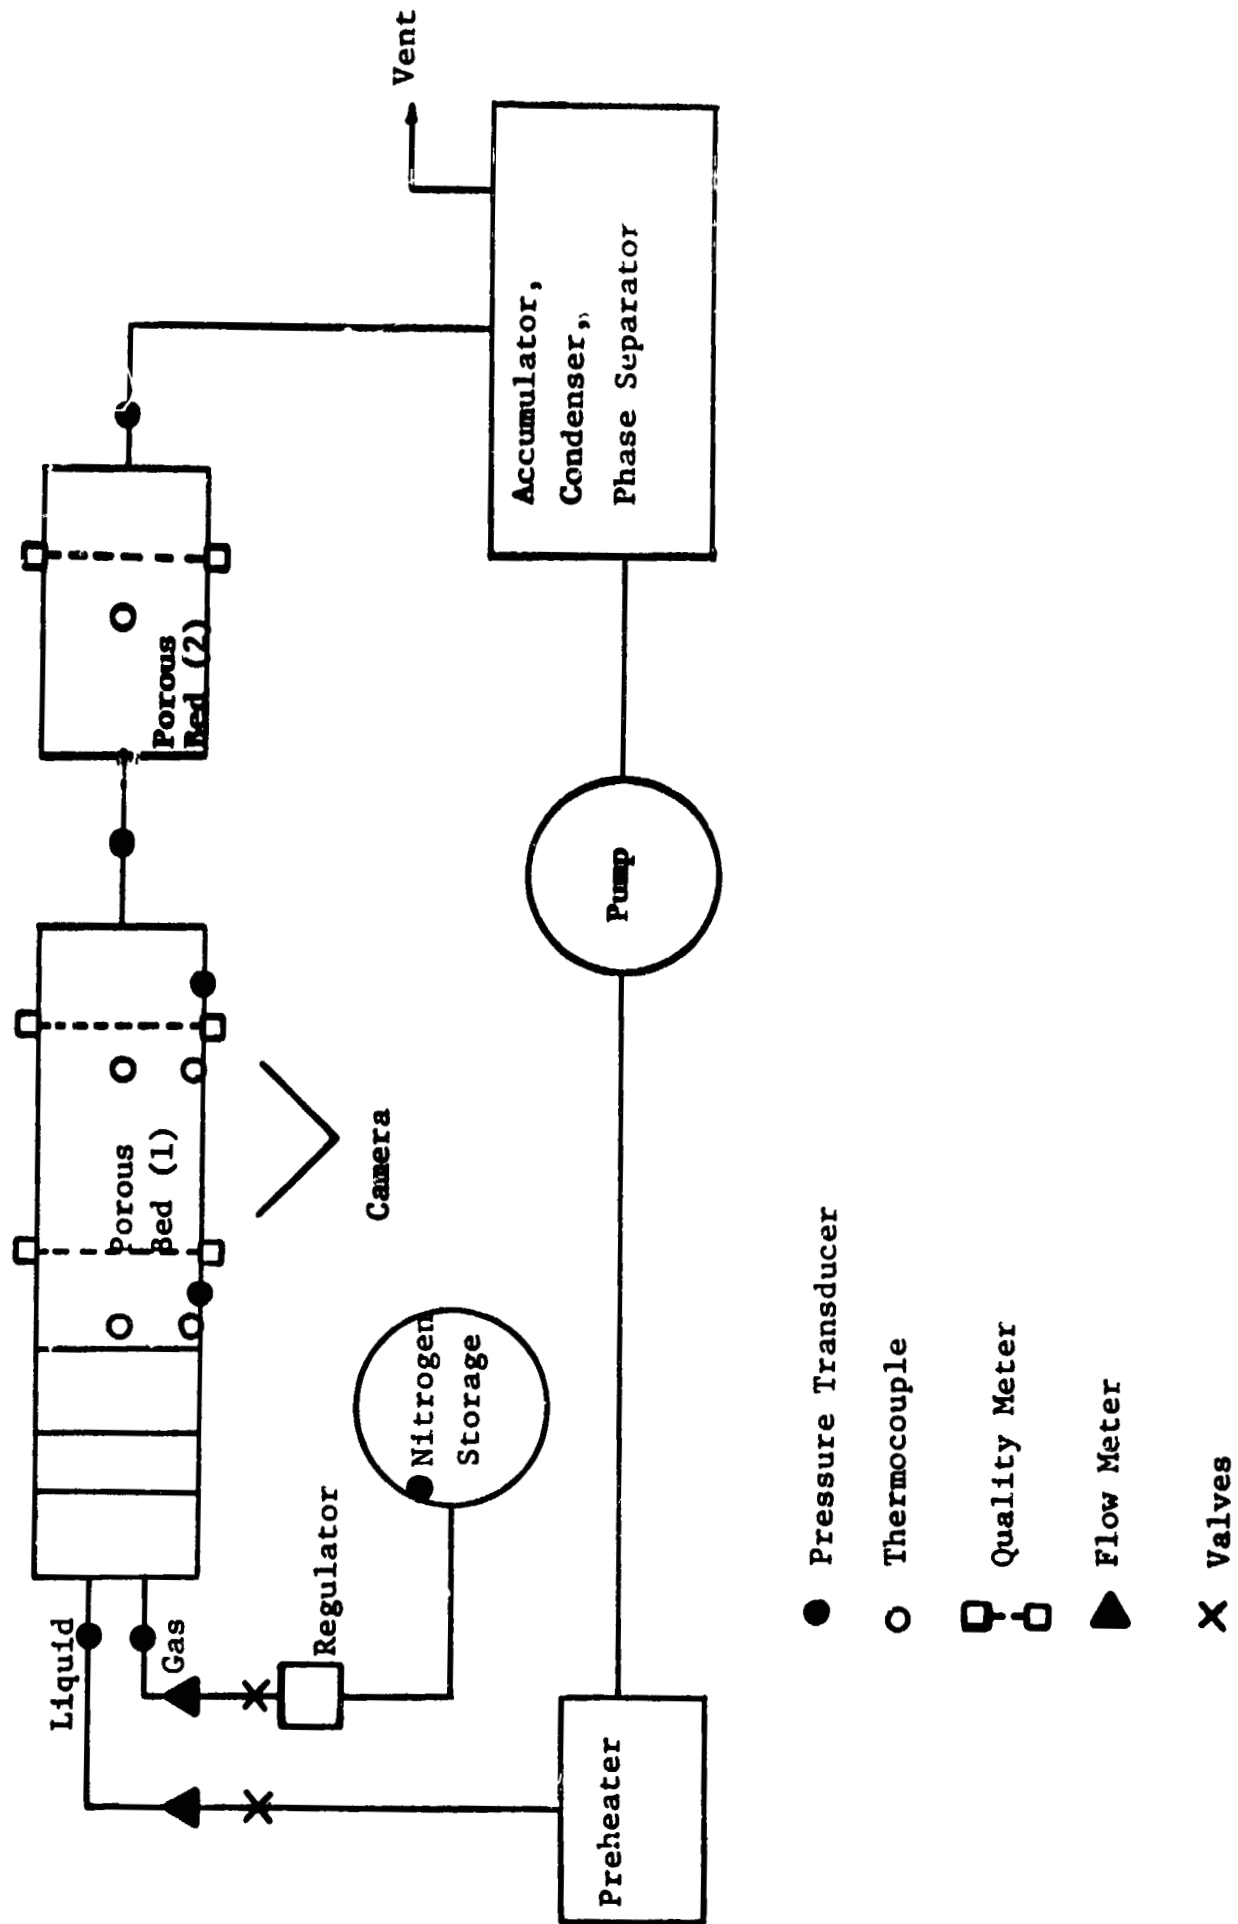 Vent
Accumulator,
Condenser,
Phase Separator
Porous
Bed (2)
Pump
Porous
Bed (1)
Camera
Nitrogen
Storage
Regulator
Liquid
Gas
Preheater
Pressure Transducer
Thermocouple
Quality Meter
Flow Meter
Valves